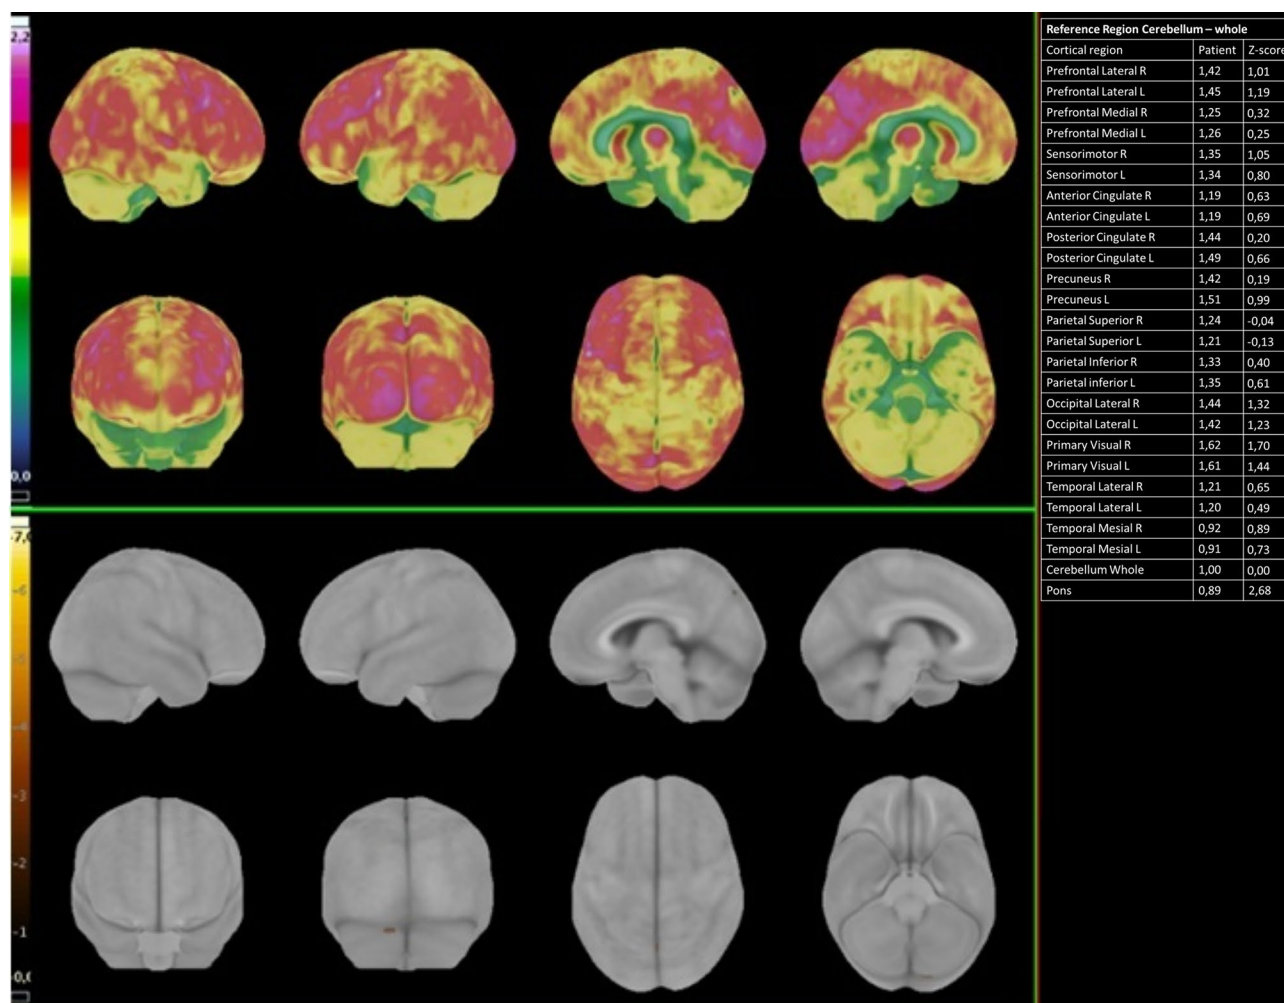 2,2
0,0
Reference Region Cerebellum – whole
Cortical region Patient Z-score
Prefrontal Lateral R 1,42 1,01
Prefrontal Lateral L 1,45 1,19
Prefrontal Medial R 1,25 0,32
Prefrontal Medial L 1,26 0,25
Sensorimotor R 1,35 1,05
Sensorimotor L 1,34 0,80
Anterior Cingulate R 1,19 0,63
Anterior Cingulate L 1,19 0,69
Posterior Cingulate R 1,44 0,20
Posterior Cingulate L 1,49 0,66
Precuneus R 1,42 0,19
Precuneus L 1,51 0,99
Parietal Superior R 1,24 -0,04
Parietal Superior L 1,21 -0,13
Parietal Inferior R 1,33 0,40
Parietal inferior L 1,35 0,61
Occipital Lateral R 1,44 1,32
Occipital Lateral L 1,42 1,23
Primary Visual R 1,62 1,70
Primary Visual L 1,61 1,44
Temporal Lateral R 1,21 0,65
Temporal Lateral L 1,20 0,49
Temporal Mesial R 0,92 0,89
Temporal Mesial L 0,91 0,73
Cerebellum Whole 1,00 0,00
Pons 0,89 2,68
-7,0
-6
-5
-4
-3
-2
-1
0,0